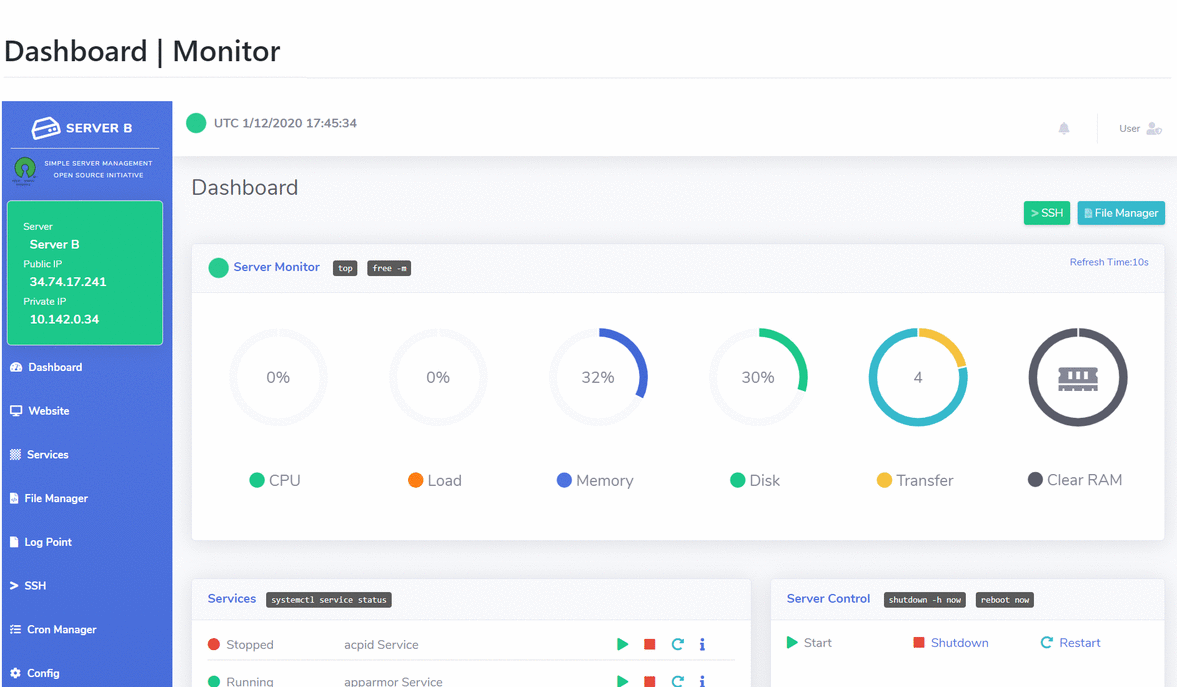 Dashboard | Monitor
SERVER B
SIMPLE SERVER MANAGEMENT
OPEN SOURCE INITIATIVE
Server
Server B
Public IP
34.74.17.241
Private IP
10.142.0.34
Dashboard
Website
Services
File Manager
Log Point
SSH
Cron Manager
Config
UTC 1/12/2020 17:45:34
User
Dashboard
SSH File Manager
Server Monitor top free -m Refresh Time:10s
0% 0% 32% 30% 4
CPU Load Memory Disk Transfer Clear RAM
Services systemctl service status
Stopped acpid Service
Running apparmor Service
Server Control shutdown -h now reboot now
Start Shutdown Restart